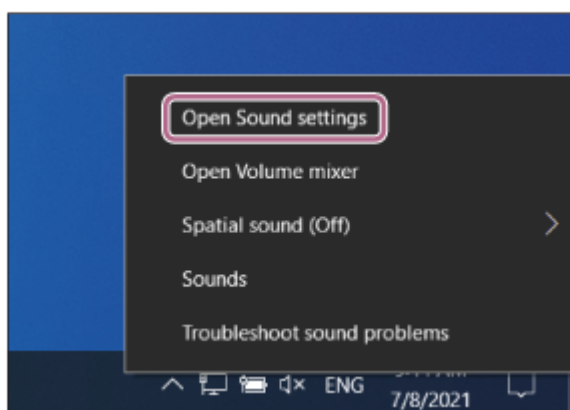 Open Sound settings
Open Volume mixer
Spatial sound (Off)
Sounds
Troubleshoot sound problems
ENG
7/8/2021